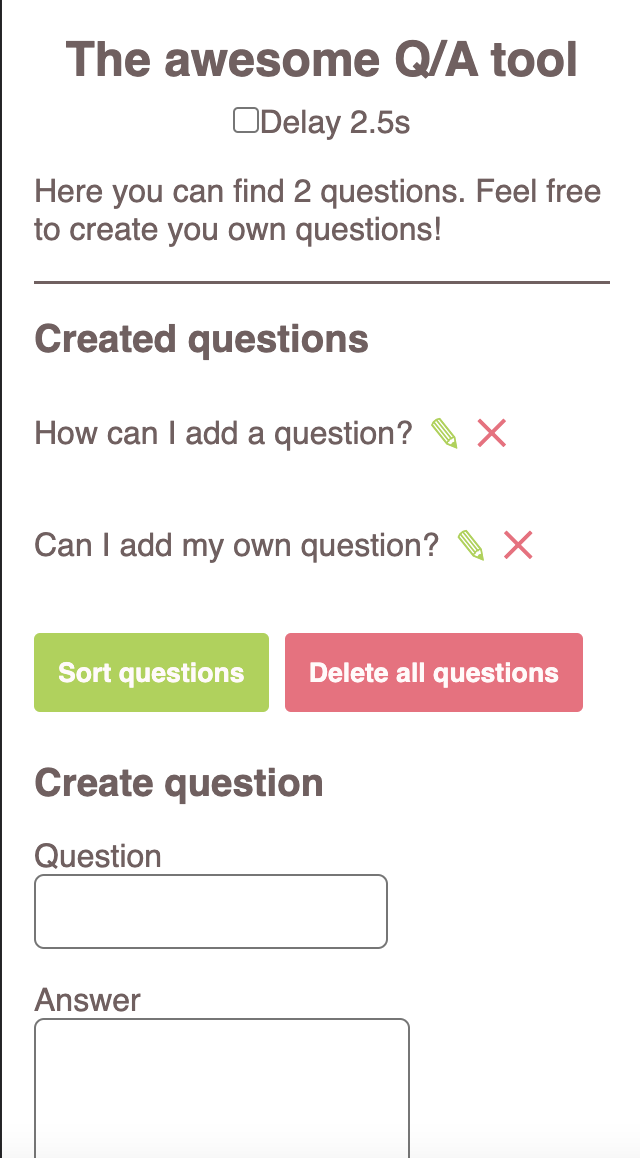 The awesome Q/A tool
Delay 2.5s
Here you can find 2 questions. Feel free
to create you own questions!
Created questions
How can I add a question?
Can I add my own question?
Sort questions
Delete all questions
Create question
Question
Answer